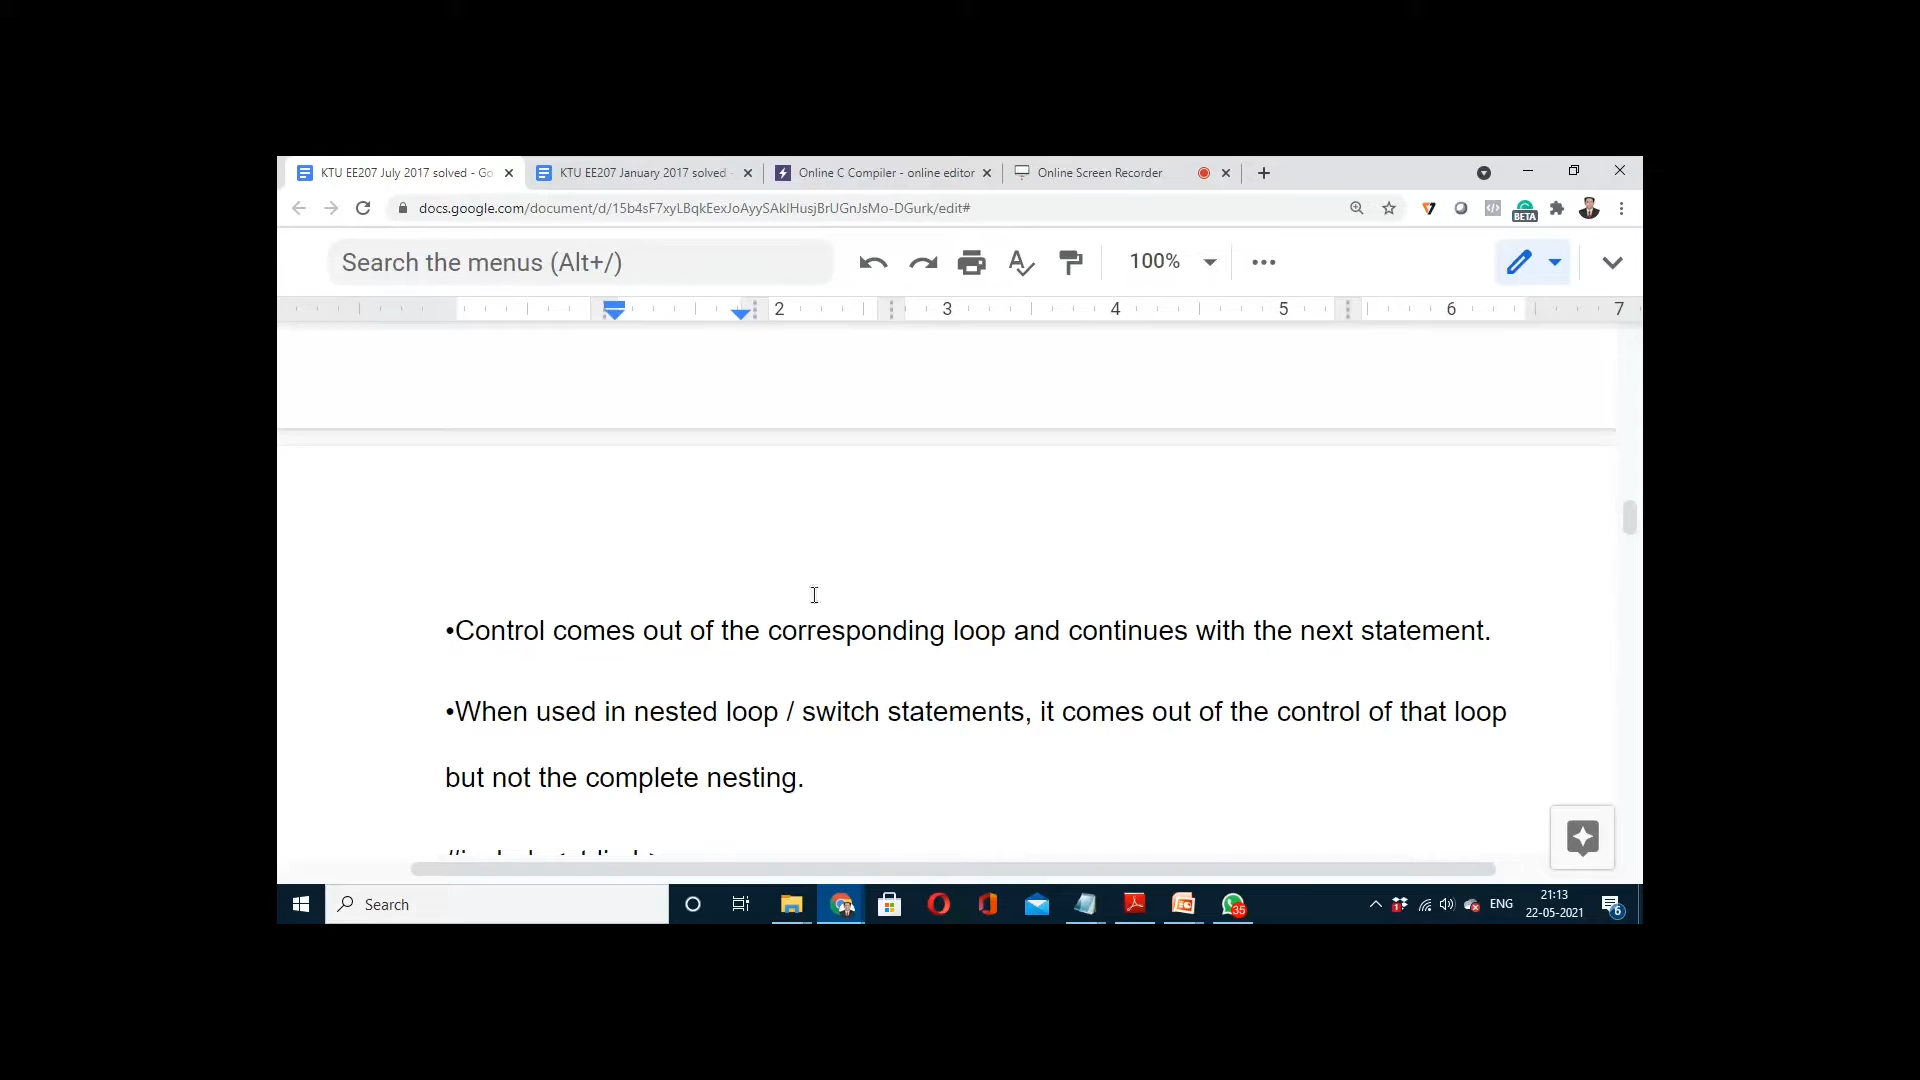 KTU EE207 July 2017 solved - Go
KTU EE207 January 2017 solved -
Online C Compiler - online editor
Online Screen Recorder
docs.google.com/document/d/15b4sF7xyLBqkEexJoAyySAklHusjBrUGnJsMo-DGurk/edit#
BETA
Search the menus (Alt+/)
100%
2 3 4 5 6 7
•Control comes out of the corresponding loop and continues with the next statement.
•When used in nested loop / switch statements, it comes out of the control of that loop
but not the complete nesting.
Search
35
1
ENG
21:13
22-05-2021
6